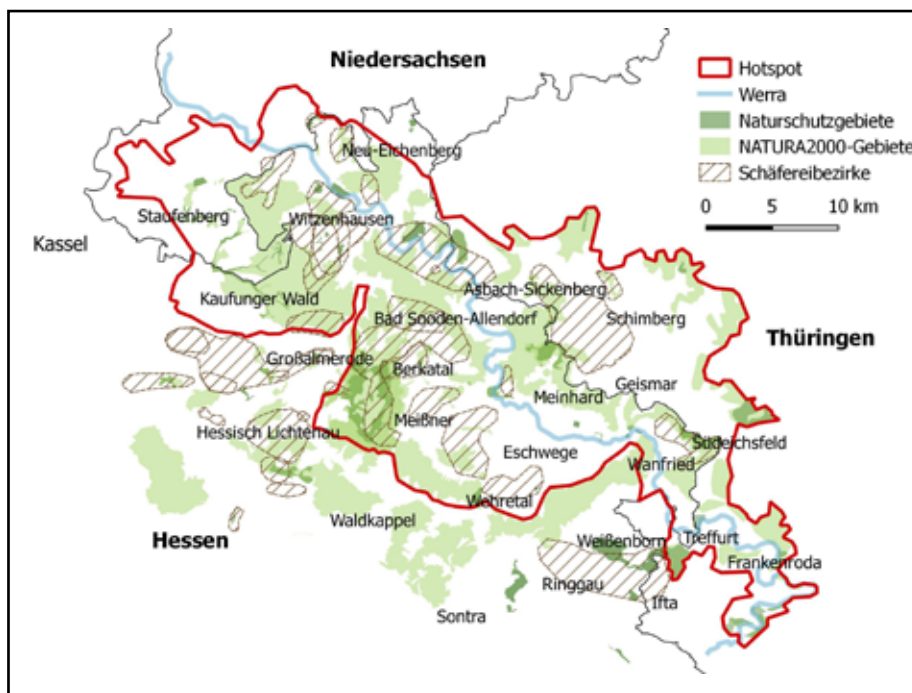 Niedersachsen
Hotspot
Werra
Naturschutzgebiete
NATURA2000-Gebiete
Schäfereibezirke
0 5 10 km
Neu-Eichenberg
Staufenberg
Witzenhausen
Kassel
Asbach-Sickenberg
Kaufunger Wald
Bad Sooden-Allendorf
Schimberg
Thüringen
Großalmerode
Berkatal
Geismar
Meinhard
Meißner
Hessisch Lichtenau
Südeichsfeld
Eschwege
Wanfried
Wehretal
Waldkappel
Hessen
Weißenborn
Treffurt
Frankenroda
Ringgau
Ifta
Sontra